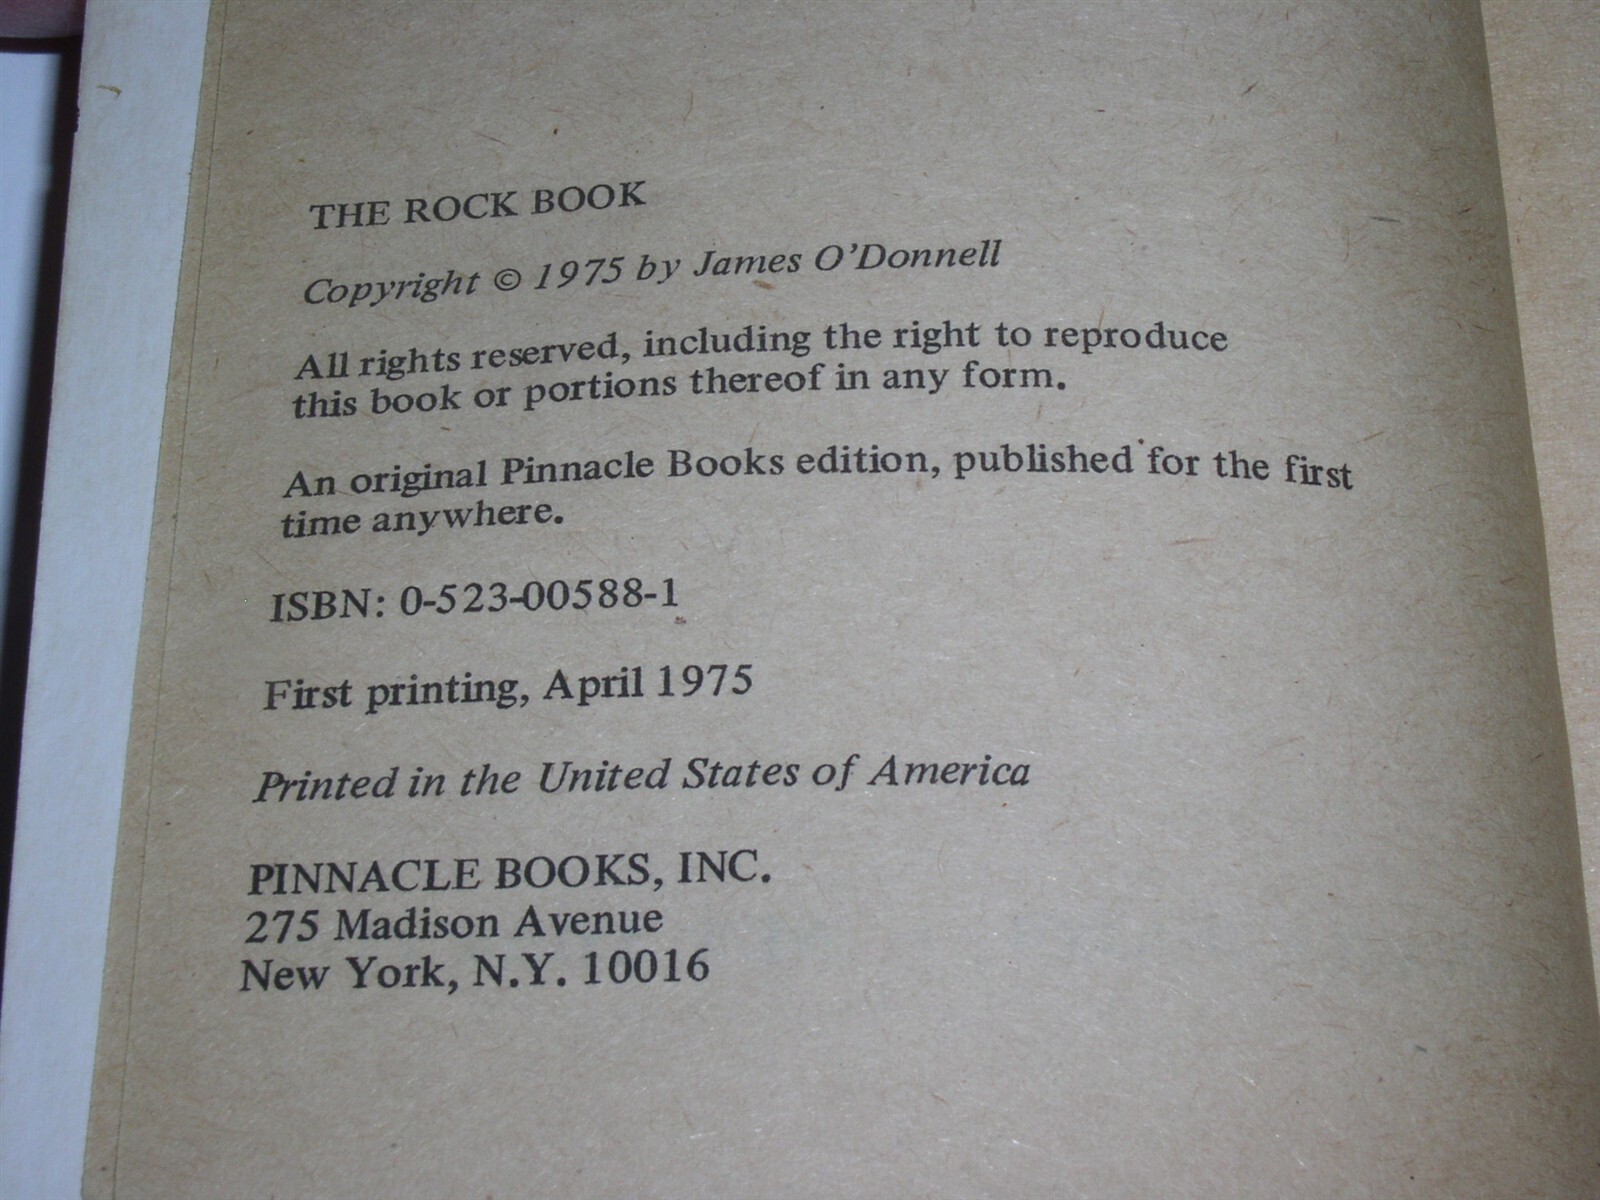 THE ROCK BOOK
Copyright © 1975 by James O'Donnell
All rights reserved, including the right to reproduce
this book or portions thereof in any form.
An original Pinnacle Books edition, published for the first
time anywhere.
ISBN: 0-523-00588-1
First printing, April 1975
Printed in the United States of America
PINNACLE BOOKS, INC.
275 Madison Avenue
New York, N.Y. 10016